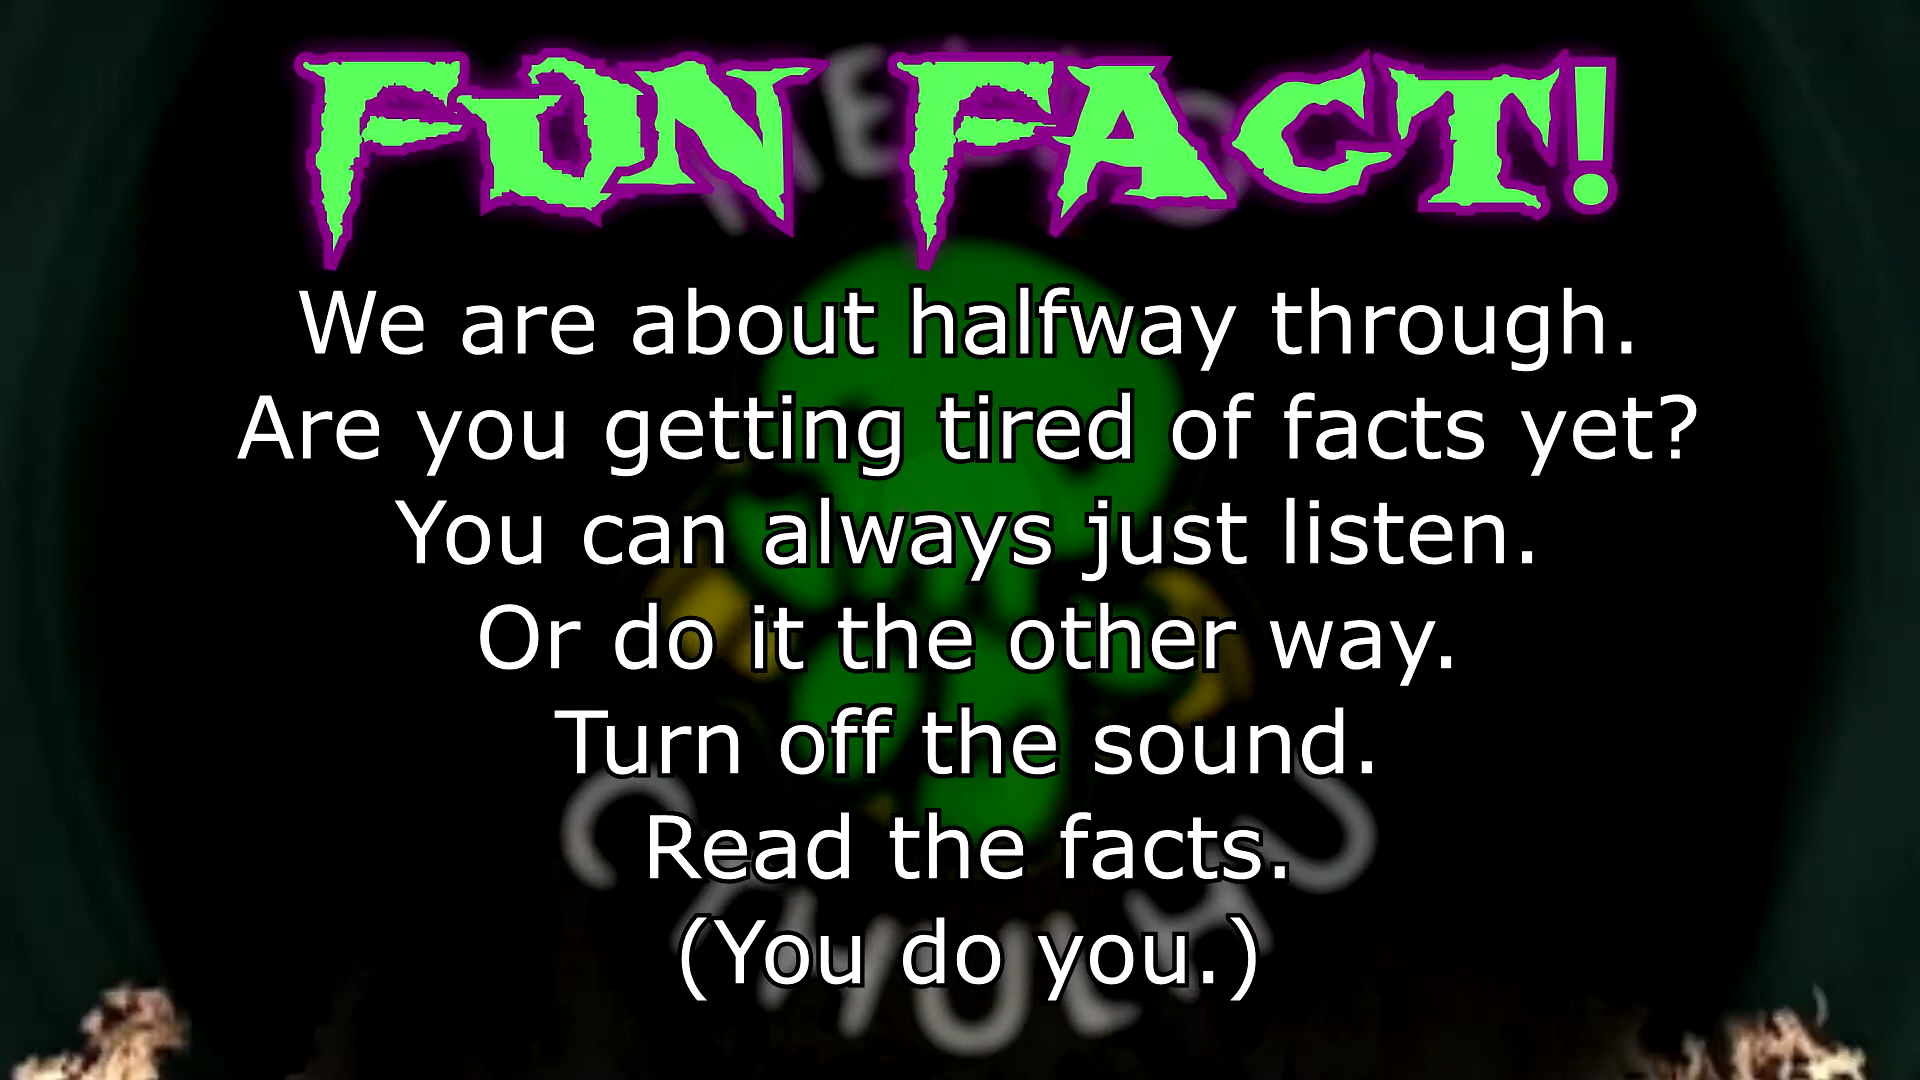 FUN FACT!
We are about halfway through.
Are you getting tired of facts yet?
You can always just listen.
Or do it the other way.
Turn off the sound.
Read the facts.
(You do you.)
CTHULHU